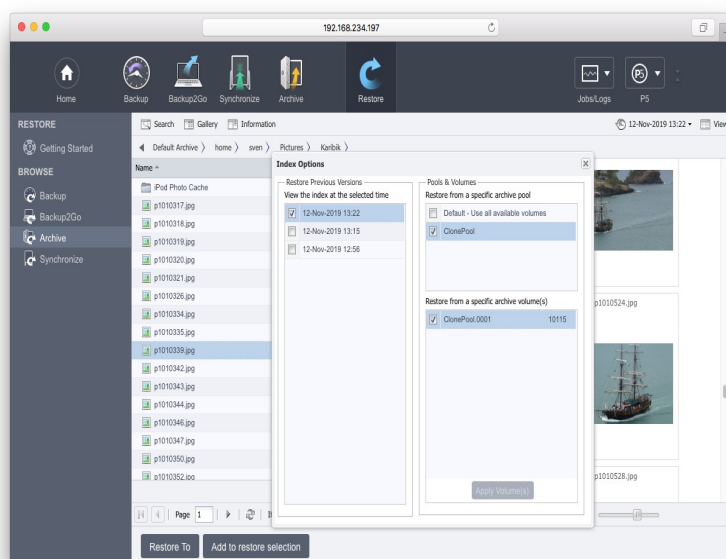 192.168.234.197
Home
Backup
Backup2Go
Synchronize
Archive
Restore
Jobs/Logs
P5
P5
RESTORE
Getting Started
BROWSE
Backup
Backup2Go
Archive
Synchronize
Search
Gallery
Information
12-Nov-2019 13:22
View
Default Archive 〉 home 〉 sven 〉 Pictures 〉 Karibik 〉
Name
iPod Photo Cache
p1010317.jpg
p1010318.jpg
p1010319.jpg
p1010320.jpg
p1010321.jpg
p1010326.jpg
p1010334.jpg
p1010335.jpg
p1010339.jpg
p1010342.jpg
p1010343.jpg
p1010344.jpg
p1010346.jpg
p1010347.jpg
p1010350.jpg
p1010352.jpg
Index Options
Restore Previous Versions
View the index at the selected time
12-Nov-2019 13:22
12-Nov-2019 13:15
12-Nov-2019 12:56
Pools & Volumes
Restore from a specific archive pool
Default - Use all available volumes
ClonePool
Restore from a specific archive volume(s)
ClonePool.0001 10115
Apply Volume(s)
p1010524.jpg
p1010528.jpg
Page 1
Restore To
Add to restore selection